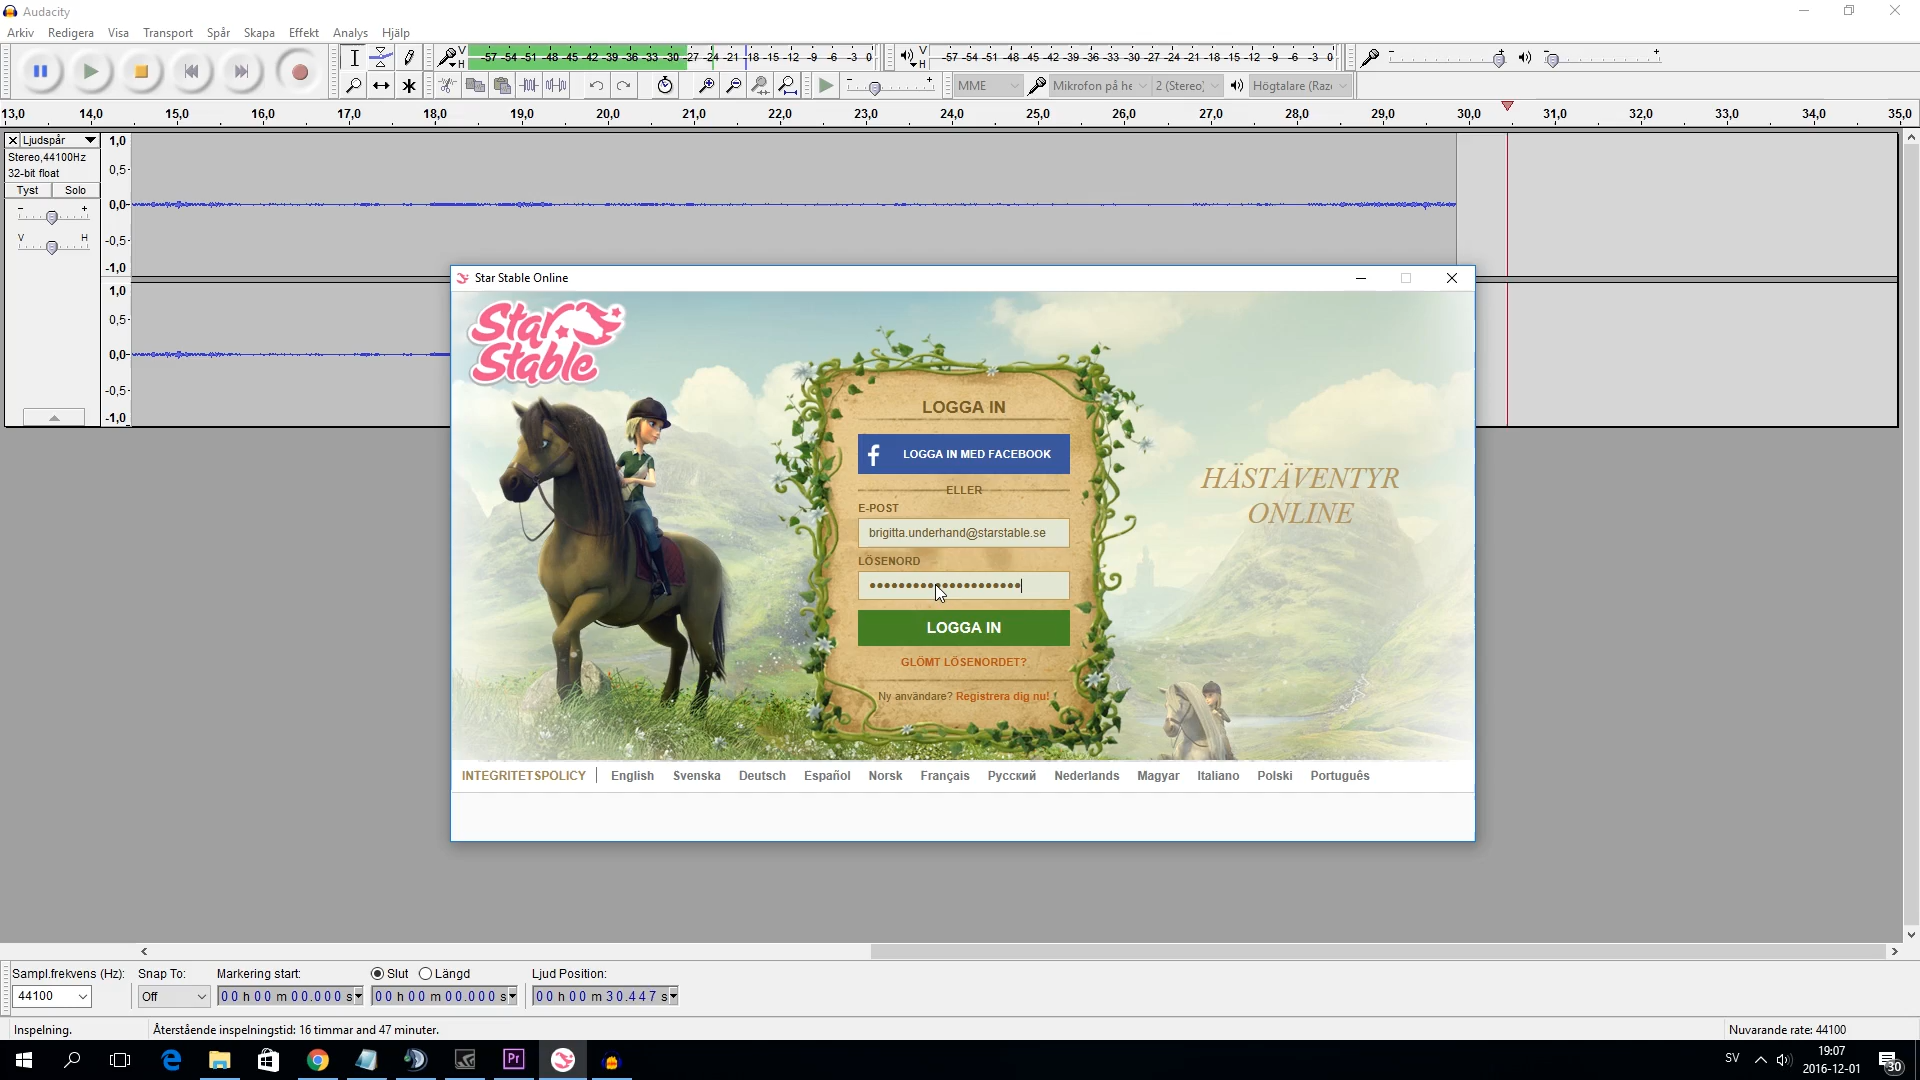 Audacity
Arkiv Redigera Visa Transport Spår Skapa Effekt Analys Hjälp
V H -57 -54 -51 -48 -45 -42 -39 -36 -33 -30 -27 -24 -21 -18 -15 -12 -9 -6 -3 0 V H -57 -54 -51 -48 -45 -42 -39 -36 -33 -30 -27 -24 -21 -18 -15 -12 -9 -6 -3 0 - + - +
- + MME Mikrofon på he 2 (Stereo) Högtalare (Raz
13,0 14,0 15,0 16,0 17,0 18,0 19,0 20,0 21,0 22,0 23,0 24,0 25,0 26,0 27,0 28,0 29,0 30,0 31,0 32,0 33,0 34,0 35,0
Ljudspår 1,0
Stereo,44100Hz
0,5
32-bit float
Tyst Solo
- + 0,0
V H -0,5
-1,0
1,0
0,5
0,0
-0,5
-1,0
Star Stable Online
Star Stable
LOGGA IN
LOGGA IN MED FACEBOOK
ELLER
E-POST
brigitta.underhand@starstable.se
LÖSENORD
LOGGA IN
GLÖMT LÖSENORDET?
Ny användare? Registrera dig nu!
HÄSTÄVENTYR
ONLINE
INTEGRITETSPOLICY English Svenska Deutsch Español Norsk Français Русский Nederlands Magyar Italiano Polski Português
Sampl.frekvens (Hz): Snap To: Markering start: Slut Längd Ljud Position:
44100 Off 00 h 00 m 00.000 s 00 h 00 m 00.000 s 00 h 00 m 30.447 s
Inspelning. Återstående inspelningstid: 16 timmar and 47 minuter. Nuvarande rate: 44100
Pr SV 19:07
2016-12-01 30